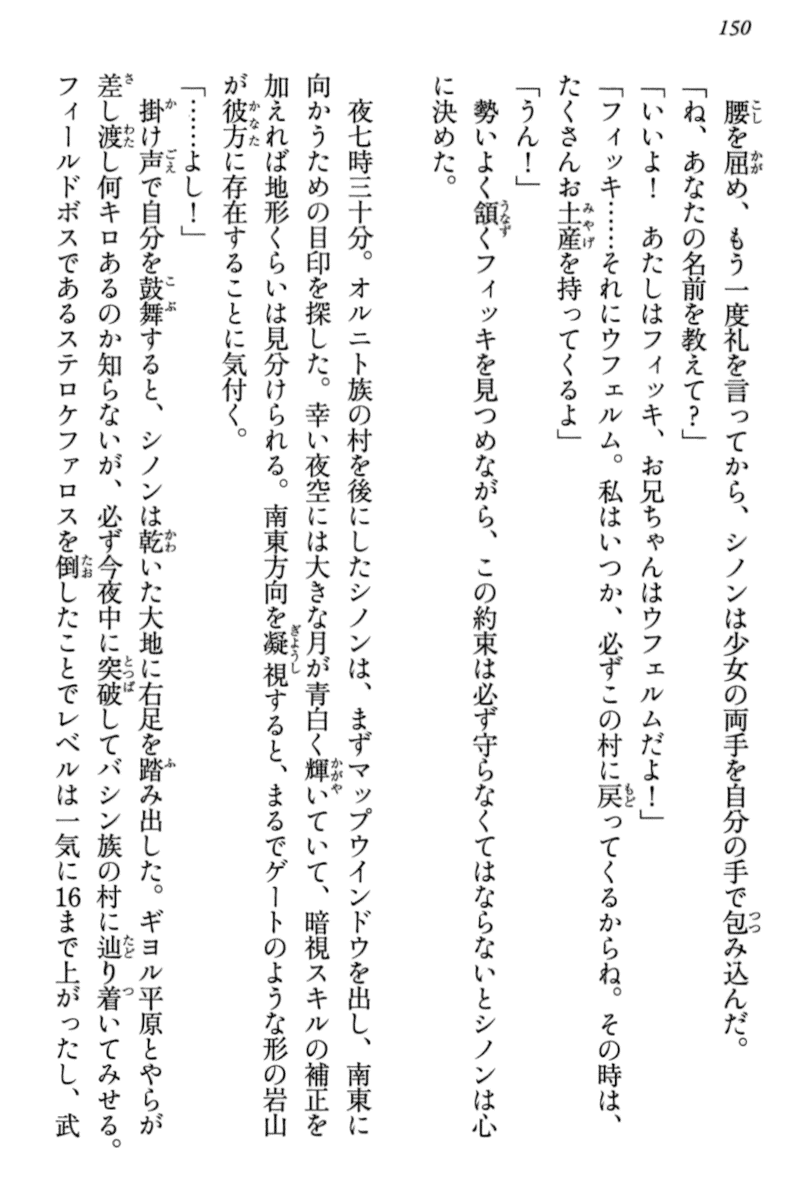 150
腰を屈め、もう一度礼を言ってから、シノンは少女の両手を自分の手で包み込んだ。
「ね、あなたの名前を教えて?」
「いいよ! あたしはフィッキ、お兄ちゃんはウフェルムだよ!」
「フィッキ……それにウフェルム。私はいつか、必ずこの村に戻ってくるからね。その時は、
たくさんお土産を持ってくるよ」
「うん!」
勢いよく頷くフィッキを見つめながら、この約束は必ず守らなくてはならないとシノンは心
に決めた。
夜七時三十分。オルニト族の村を後にしたシノンは、まずマップウインドウを出し、南東に
向かうための目印を探した。幸い夜空には大きな月が青白く輝いていて、暗視スキルの補正を
加えれば地形くらいは見分けられる。南東方向を凝視すると、まるでゲートのような形の岩山
が彼方に存在することに気付く。
「……よし!」
掛け声で自分を鼓舞すると、シノンは乾いた大地に右足を踏み出した。ギヨル平原とやらが
差し渡し何キロあるのか知らないが、必ず今夜中に突破してバシン族の村に辿り着いてみせる。
フィールドボスであるステロケファロスを倒したことでレベルは一気に16まで上がったし、武